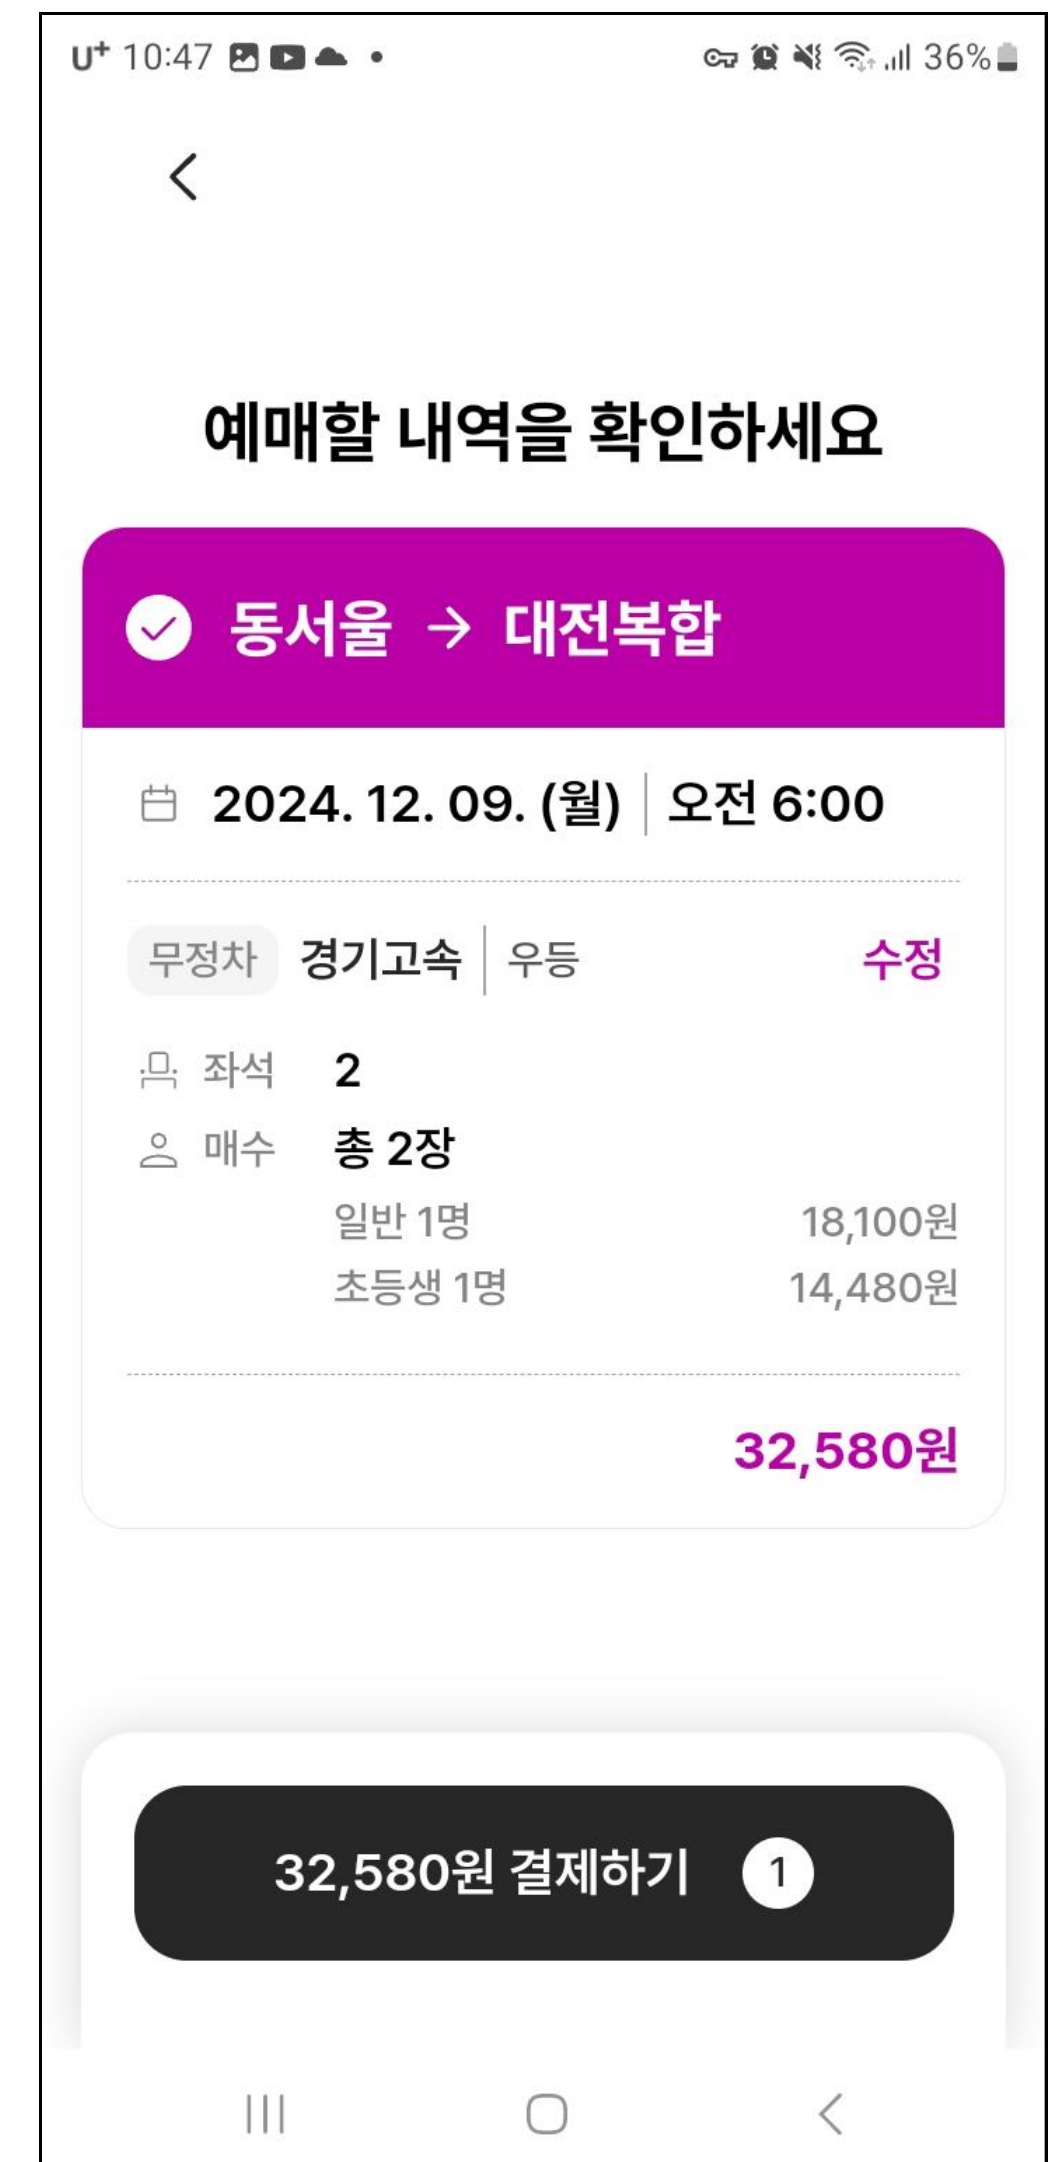 U+ 10:47 36%
예매할 내역을 확인하세요
동서울 → 대전복합
2024. 12. 09. (월) 오전 6:00
무정차 경기고속 우등 수정
좌석 2
매수 총 2장
일반 1명 18,100원
초등생 1명 14,480원
32,580원
32,580원 결제하기 1